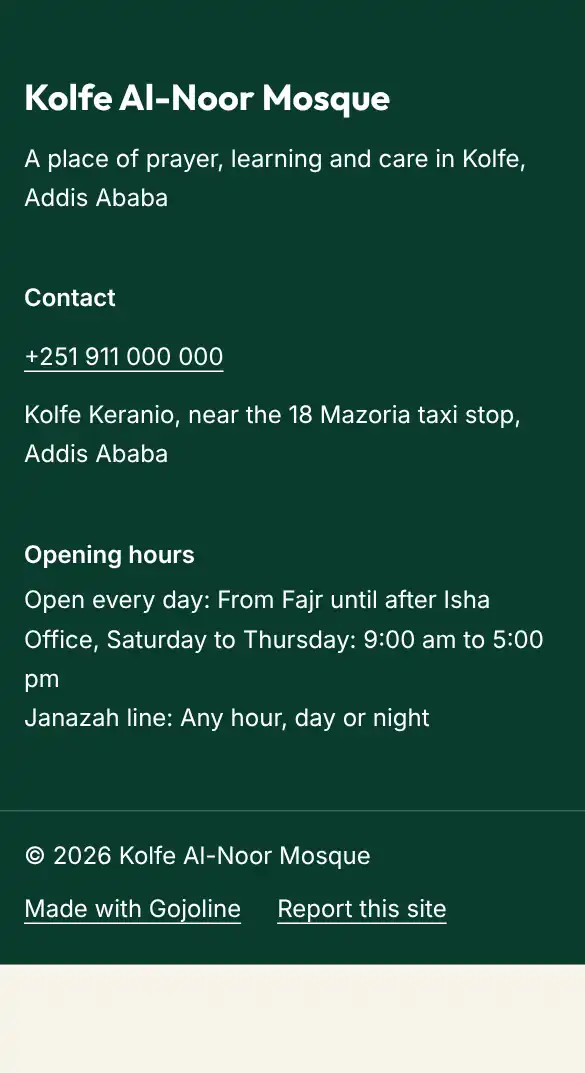 Kolfe Al-Noor Mosque
A place of prayer, learning and care in Kolfe,
Addis Ababa
Contact
+251 911 000 000
Kolfe Keranio, near the 18 Mazoria taxi stop,
Addis Ababa
Opening hours
Open every day: From Fajr until after Isha
Office, Saturday to Thursday: 9:00 am to 5:00
pm
Janazah line: Any hour, day or night
© 2026 Kolfe Al-Noor Mosque
Made with Gojoline Report this site